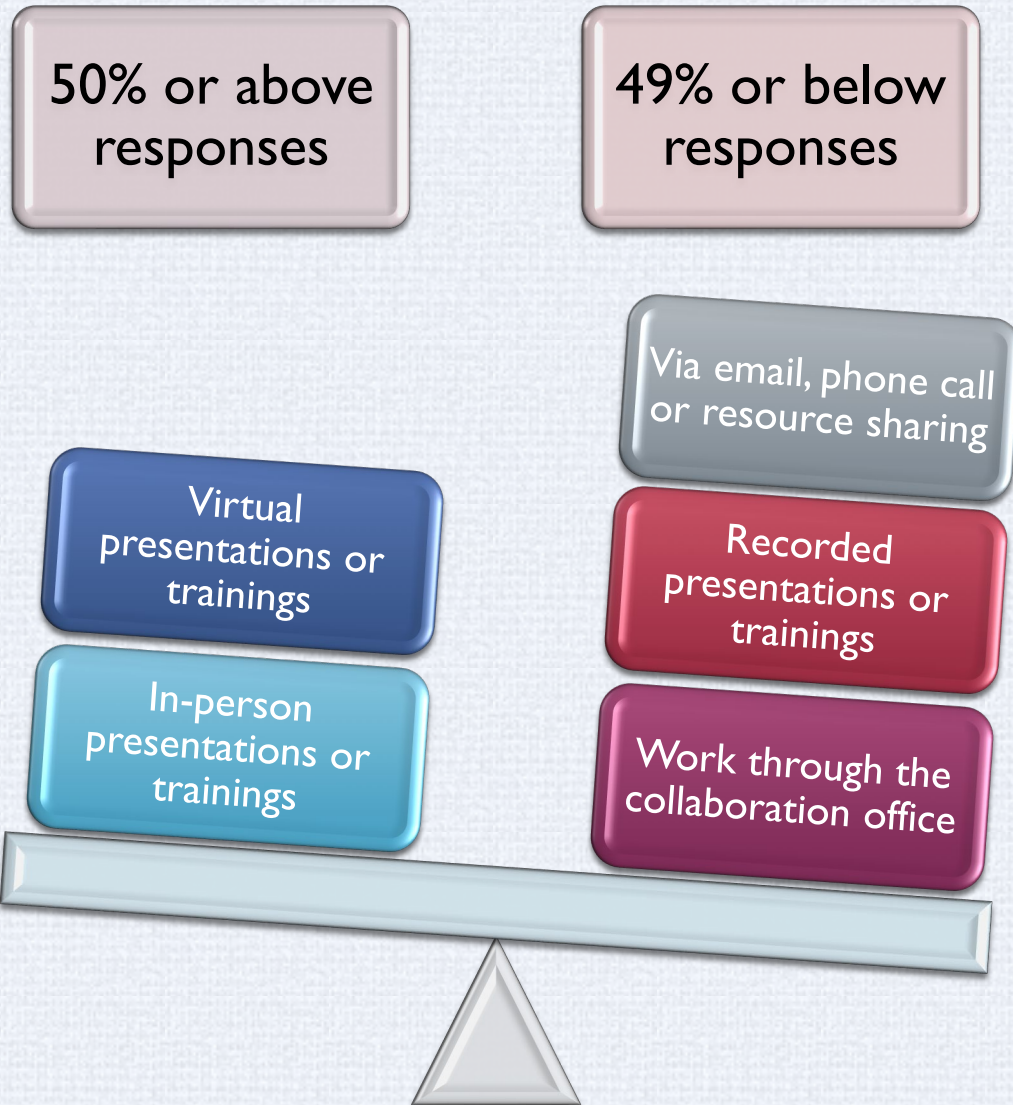 50% or above
responses
49% or below
responses
Via email, phone call
or resource sharing
Virtual
presentations or
trainings
Recorded
presentations or
trainings
In-person
presentations or
trainings
Work through the
collaboration office